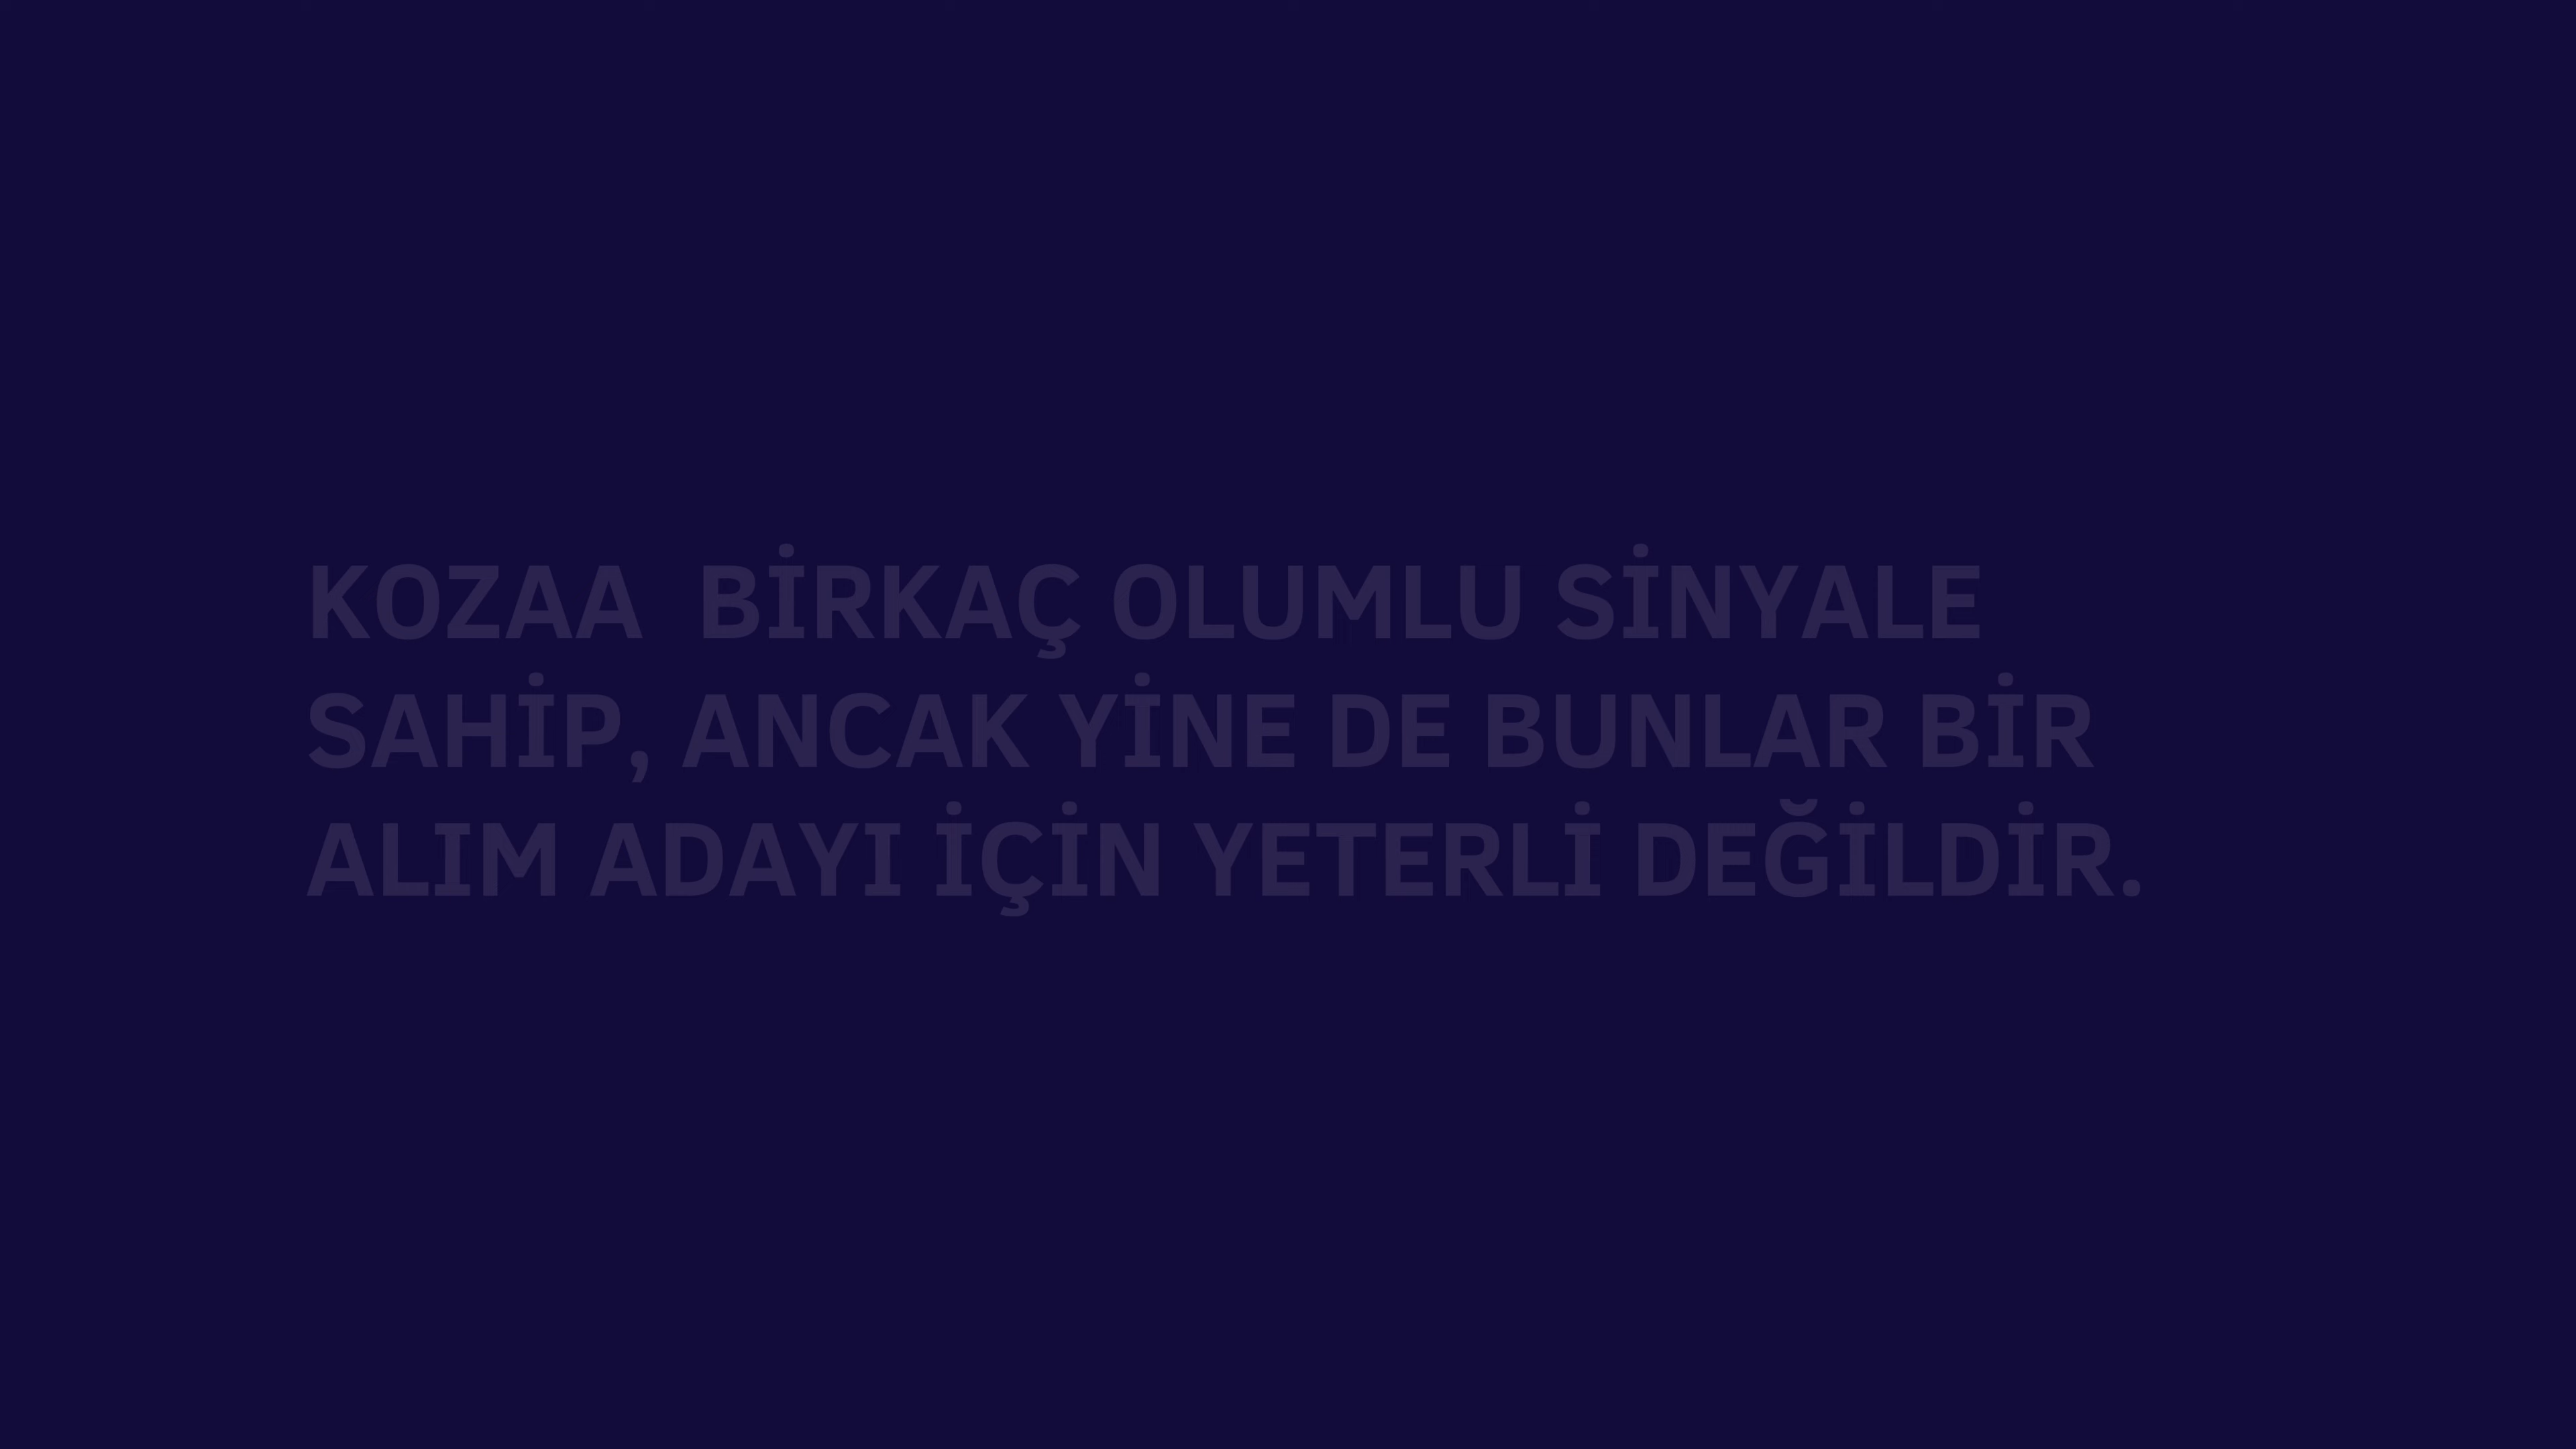 KOZAA  BİRKAÇ OLUMLU SİNYALE
SAHİP, ANCAK YİNE DE BUNLAR BİR
ALIM ADAYI İÇİN YETERLİ DEĞİLDİR.